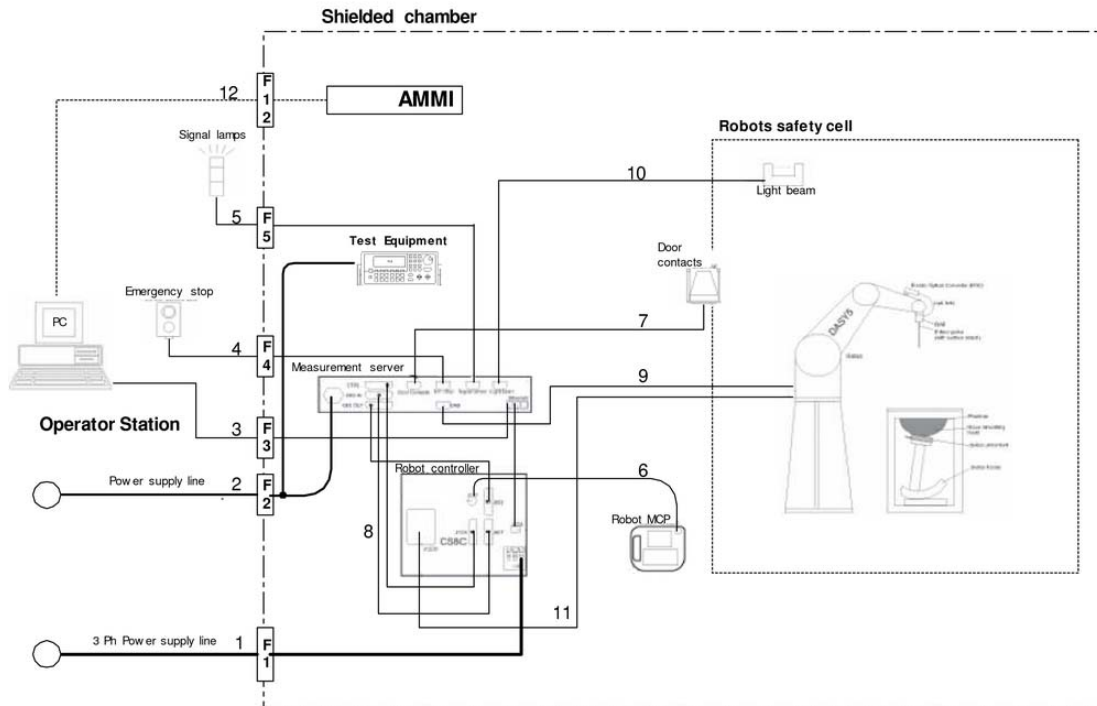 Shielded chamber
F
1
2
12
AMMI
Signal lamps
Robots safety cell
10
Light beam
5
F
5
Test Equipment
Door
contacts
Emergency stop
PC
DASY5
7
4
F
4
Measurement server
9
Operator Station
3
F
3
Robot controller
6
Power supply line
2
F
2
Robot MCP
8
CS8C
11
3 Ph Power supply line
1
F
1